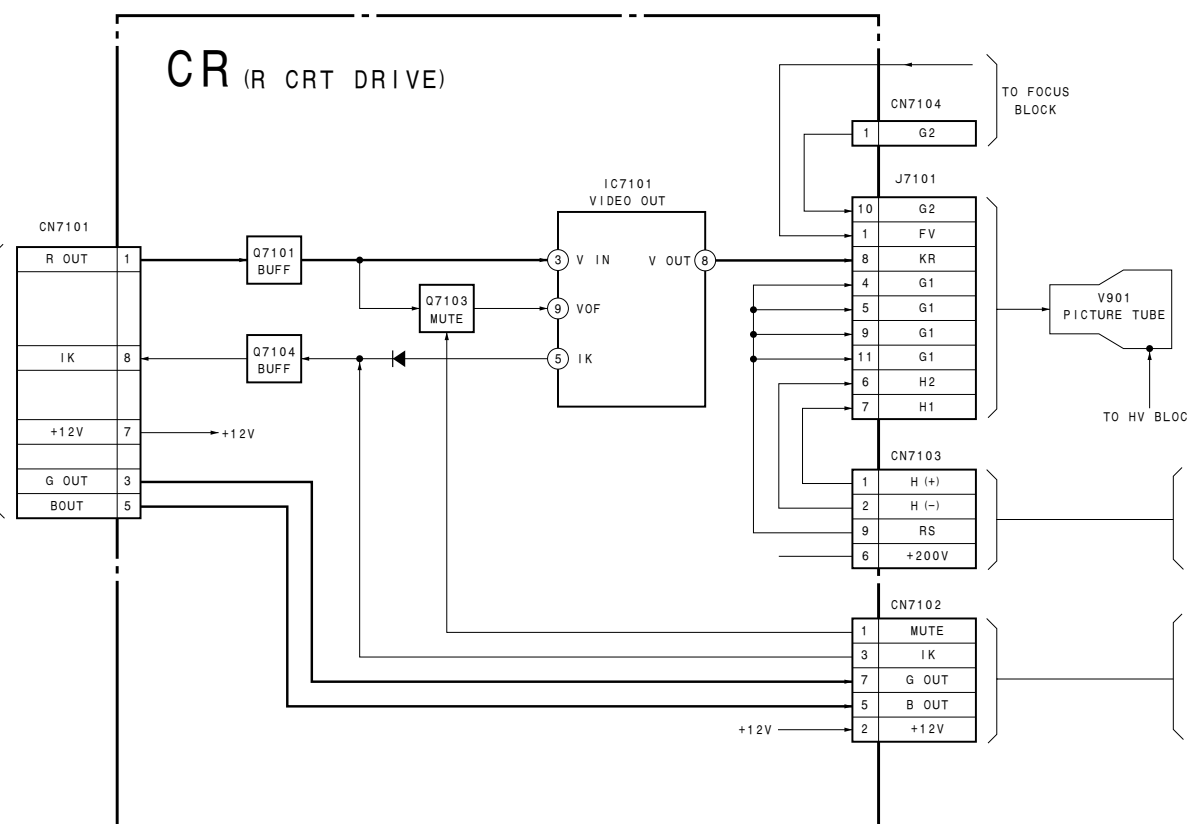 CR (R CRT DRIVE)
TO FOCUS
BLOCK
CN7104
1 G2
J7101
10 G2
1 FV
8 KR
4 G1
5 G1
9 G1
11 G1
6 H2
7 H1
IC7101
VIDEO OUT
3 V IN
V OUT 8
9 VOF
5 IK
CN7101
R OUT 1
IK 8
+12V 7
+12V
G OUT 3
BOUT 5
Q7101
BUFF
Q7103
MUTE
Q7104
BUFF
V901
PICTURE TUBE
TO HV BLOC
CN7103
1 H (+)
2 H (-)
9 RS
6 +200V
CN7102
1 MUTE
3 IK
7 G OUT
5 B OUT
+12V
2 +12V